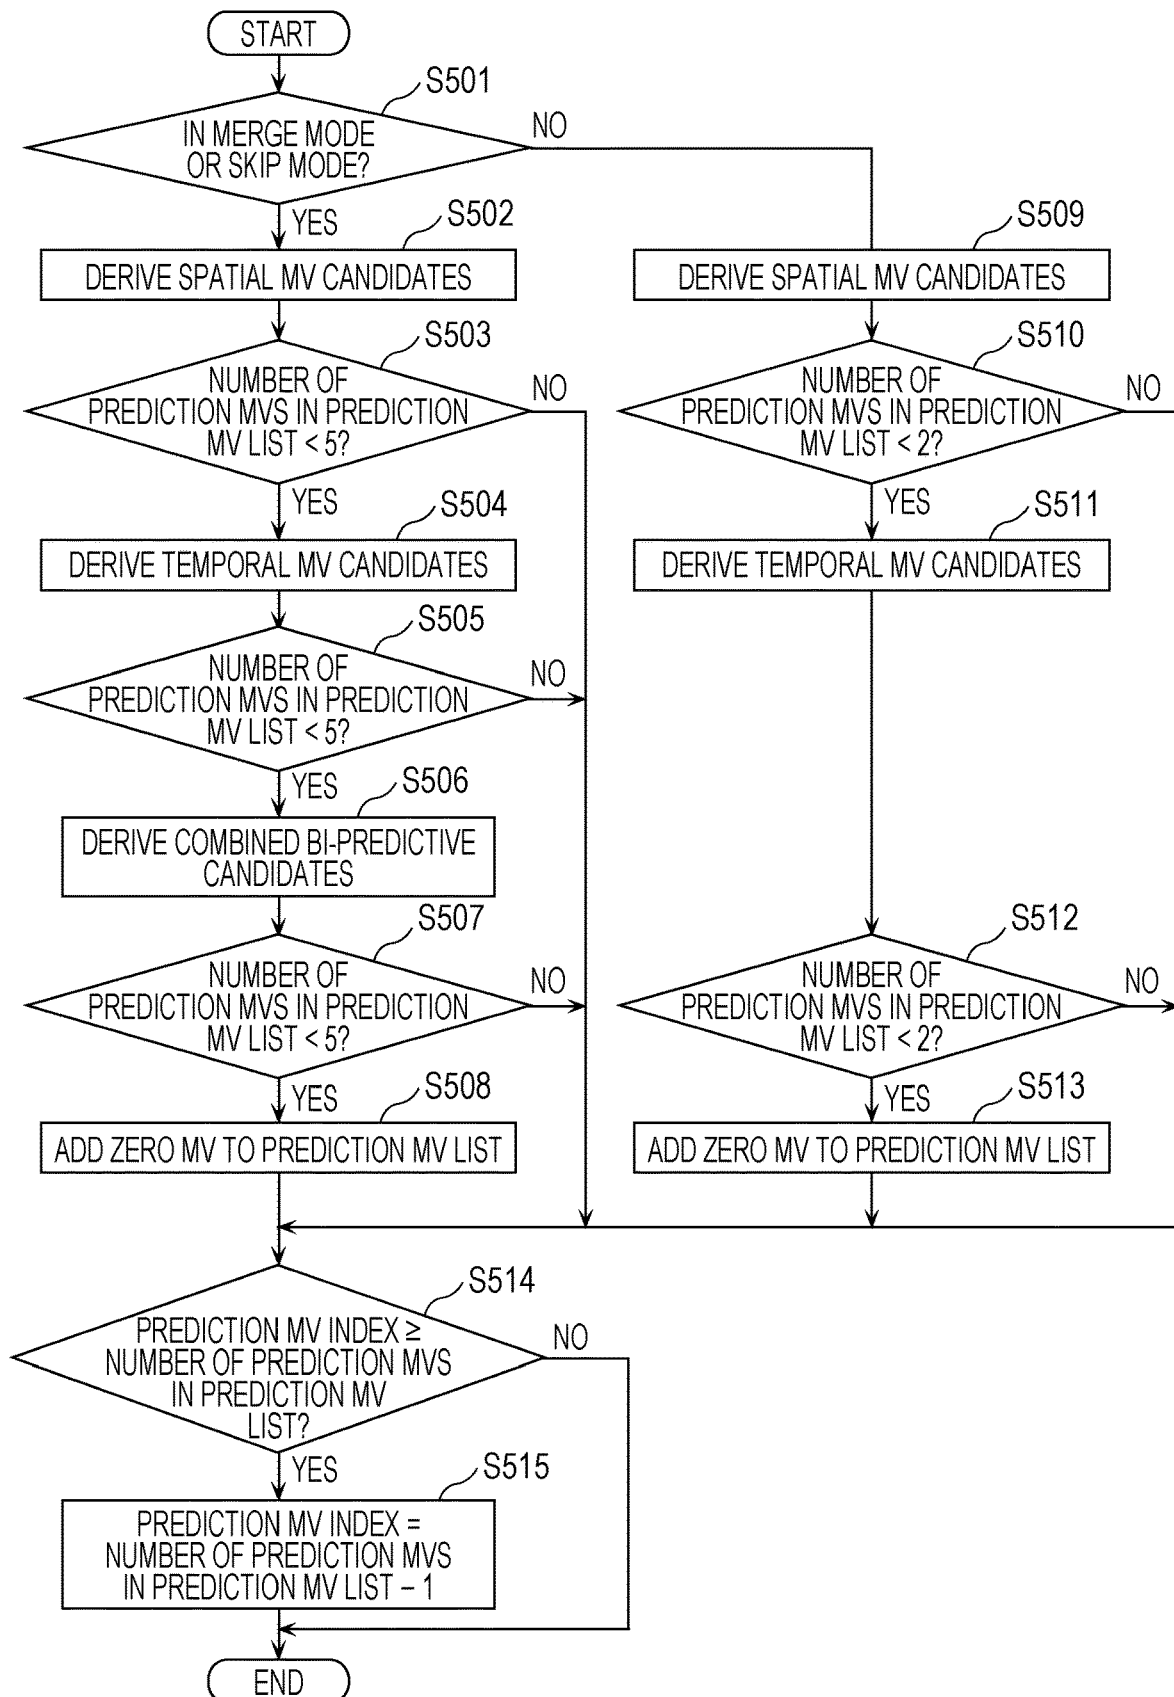 START
S501
IN MERGE MODE
OR SKIP MODE?
NO
YES
S502
DERIVE SPATIAL MV CANDIDATES
S503
NUMBER OF
PREDICTION MVS IN PREDICTION
MV LIST < 5?
NO
YES
S504
DERIVE TEMPORAL MV CANDIDATES
S505
NUMBER OF
PREDICTION MVS IN PREDICTION
MV LIST < 5?
NO
YES
S506
DERIVE COMBINED BI-PREDICTIVE
CANDIDATES
S507
NUMBER OF
PREDICTION MVS IN PREDICTION
MV LIST < 5?
NO
YES
S508
ADD ZERO MV TO PREDICTION MV LIST
S509
DERIVE SPATIAL MV CANDIDATES
S510
NUMBER OF
PREDICTION MVS IN PREDICTION
MV LIST < 2?
NO
YES
S511
DERIVE TEMPORAL MV CANDIDATES
S512
NUMBER OF
PREDICTION MVS IN PREDICTION
MV LIST < 2?
NO
YES
S513
ADD ZERO MV TO PREDICTION MV LIST
S514
PREDICTION MV INDEX ≥
NUMBER OF PREDICTION MVS
IN PREDICTION MV
LIST?
NO
YES
S515
PREDICTION MV INDEX =
NUMBER OF PREDICTION MVS
IN PREDICTION MV LIST – 1
END